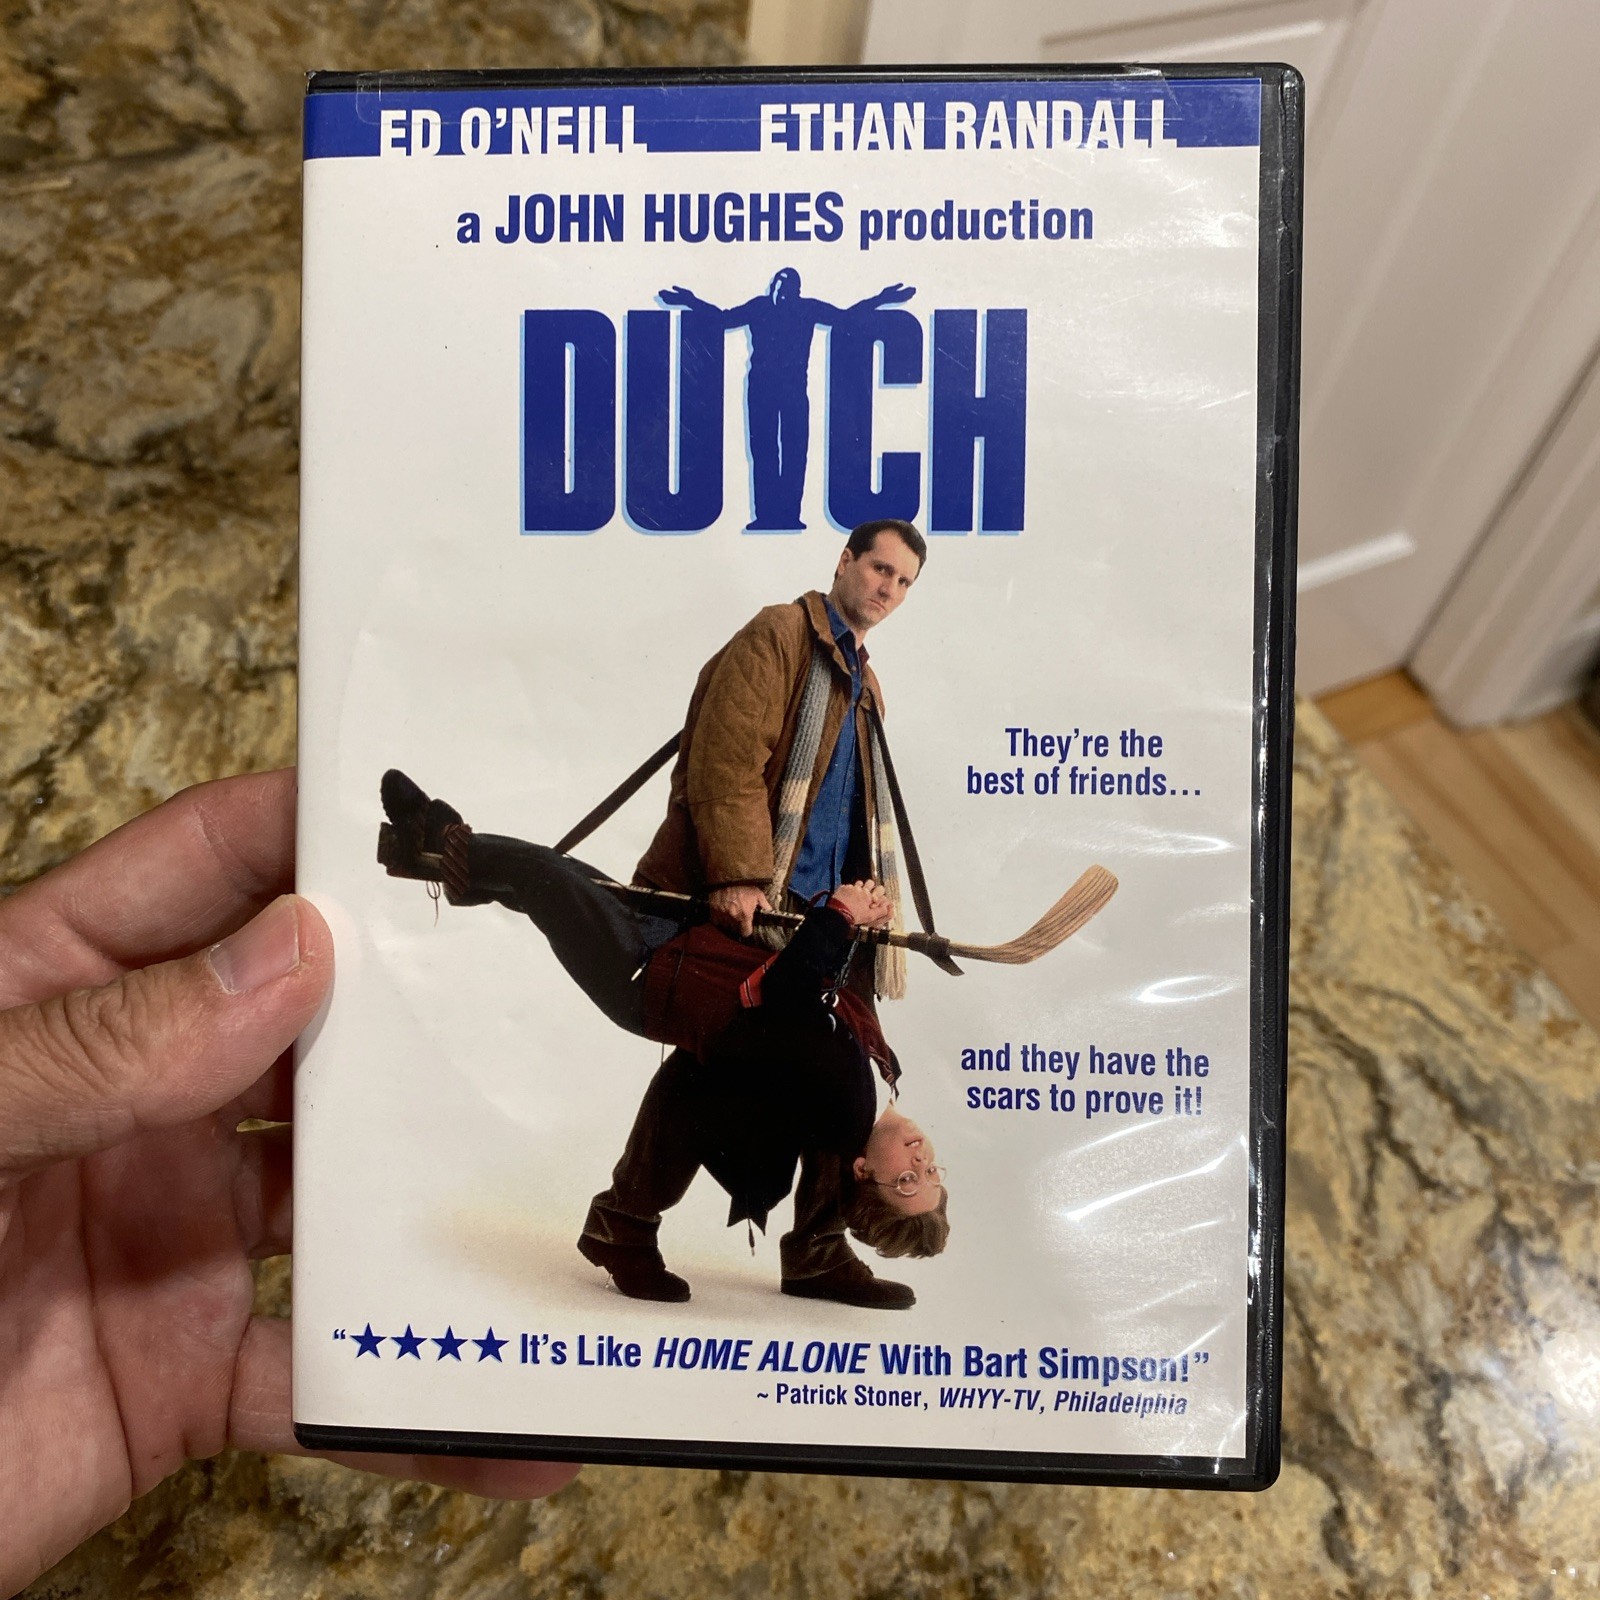 ED O'NEILL ETHAN RANDALL
a JOHN HUGHES production
DUTCH
They're the
best of friends...
and they have the
scars to prove it!
"★★★★ It's Like HOME ALONE With Bart Simpson!"
~ Patrick Stoner, WHYY-TV, Philadelphia